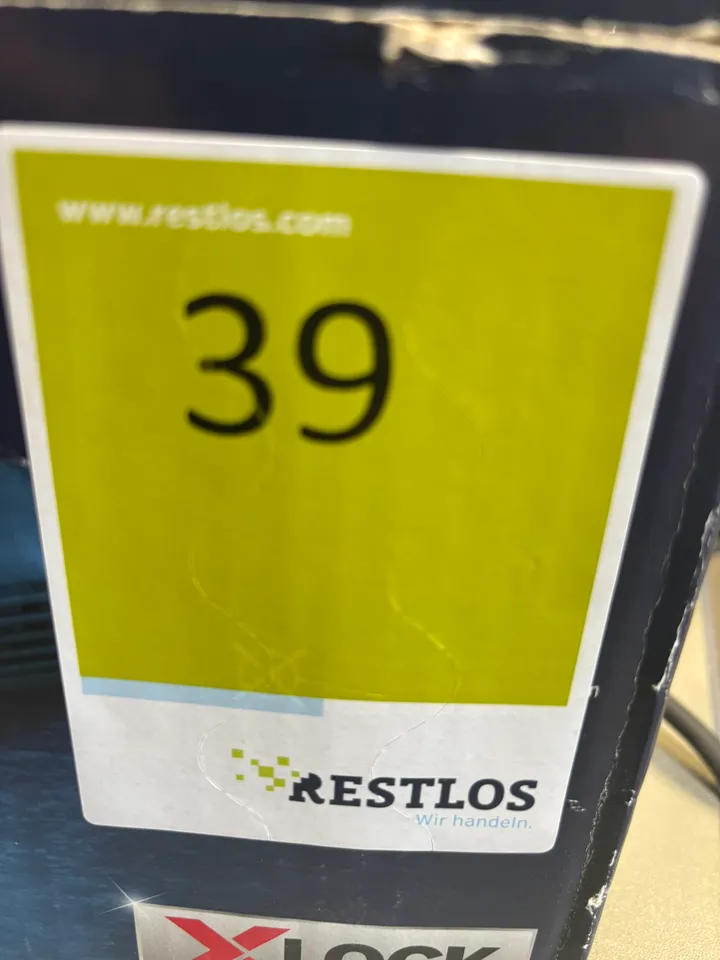 www.restlos.com
39
RESTLOS
Wir handeln.
X LOCK